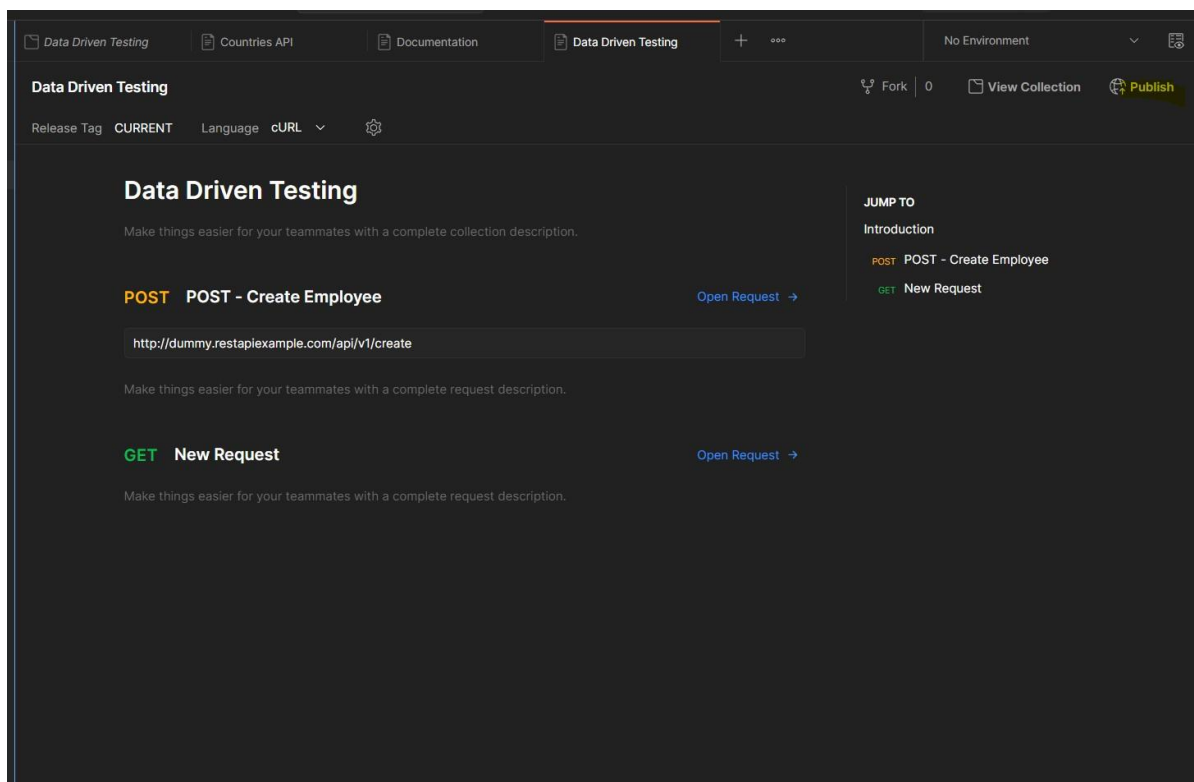 Data Driven Testing Countries API Documentation Data Driven Testing No Environment
Data Driven Testing Fork 0 View Collection Publish
Release Tag CURRENT Language cURL
Data Driven Testing
Make things easier for your teammates with a complete collection description.
JUMP TO
Introduction
POST POST - Create Employee
GET New Request
POST POST - Create Employee Open Request →
http://dummy.restapiexample.com/api/v1/create
Make things easier for your teammates with a complete request description.
GET New Request Open Request →
Make things easier for your teammates with a complete request description.